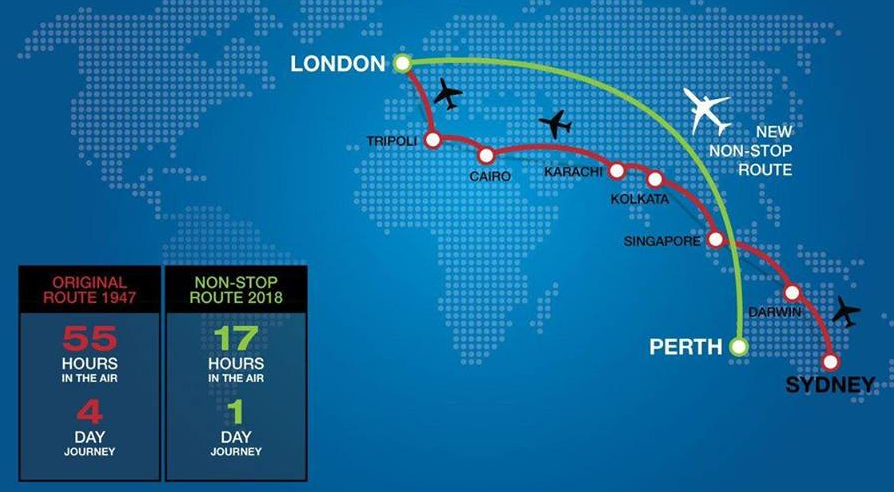 LONDON
TRIPOLI
CAIRO
KARACHI
KOLKATA
SINGAPORE
DARWIN
SYDNEY
PERTH
NEW
NON-STOP
ROUTE
ORIGINAL
ROUTE 1947
55
HOURS
IN THE AIR
4
DAY
JOURNEY
NON-STOP
ROUTE 2018
17
HOURS
IN THE AIR
1
DAY
JOURNEY